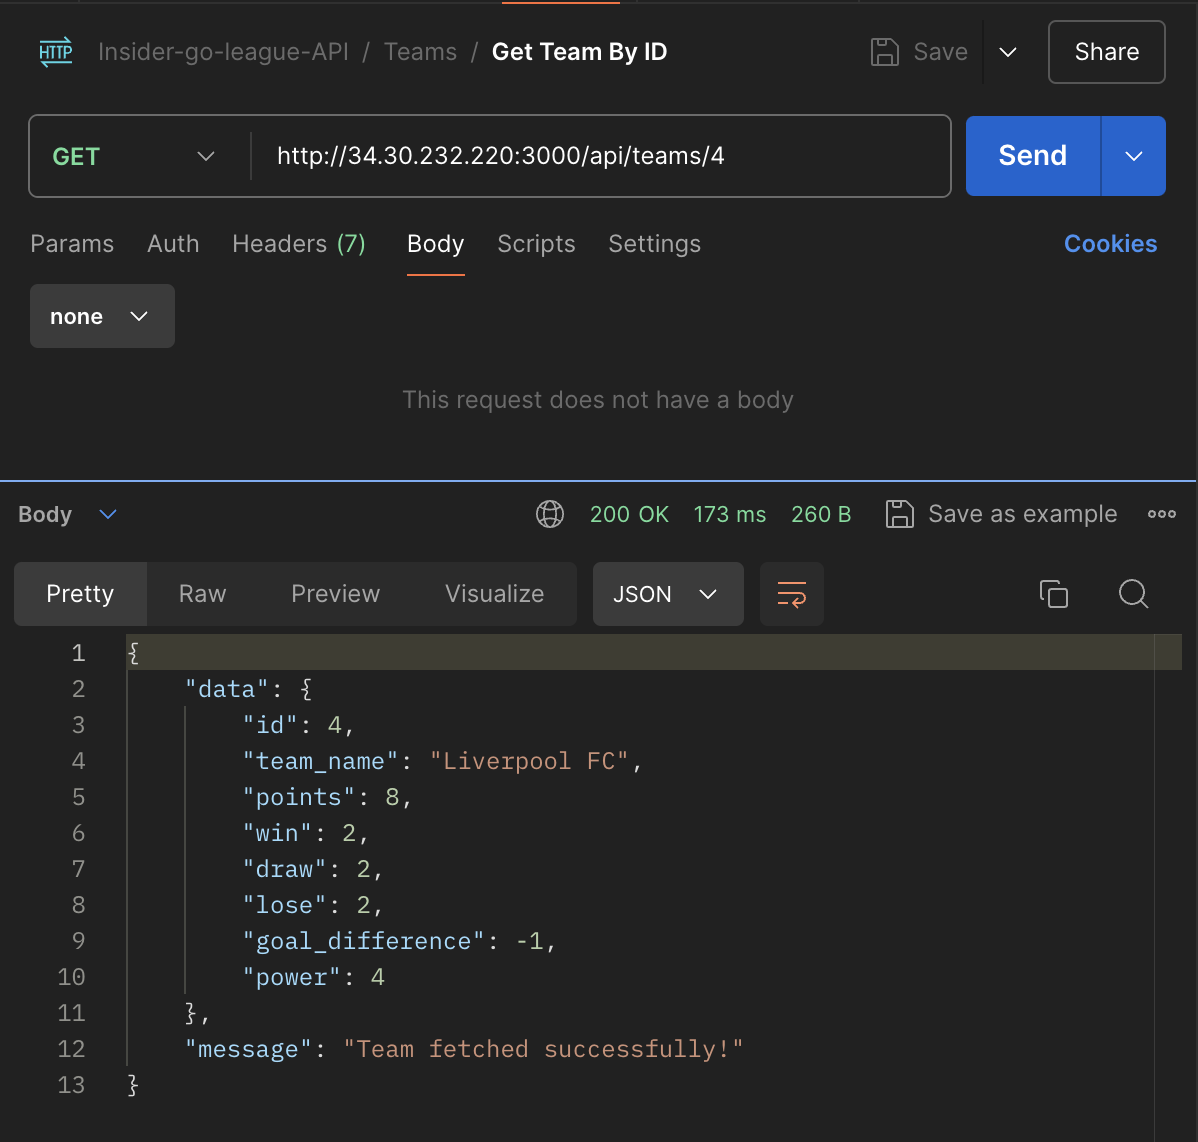 HTTP Insider-go-league-API / Teams / Get Team By ID Save Share
GET http://34.30.232.220:3000/api/teams/4 Send
Params Auth Headers (7) Body Scripts Settings Cookies
none
This request does not have a body
Body 200 OK 173 ms 260 B Save as example
Pretty Raw Preview Visualize JSON
1 {
2 "data": {
3 "id": 4,
4 "team_name": "Liverpool FC",
5 "points": 8,
6 "win": 2,
7 "draw": 2,
8 "lose": 2,
9 "goal_difference": -1,
10 "power": 4
11 },
12 "message": "Team fetched successfully!"
13 }